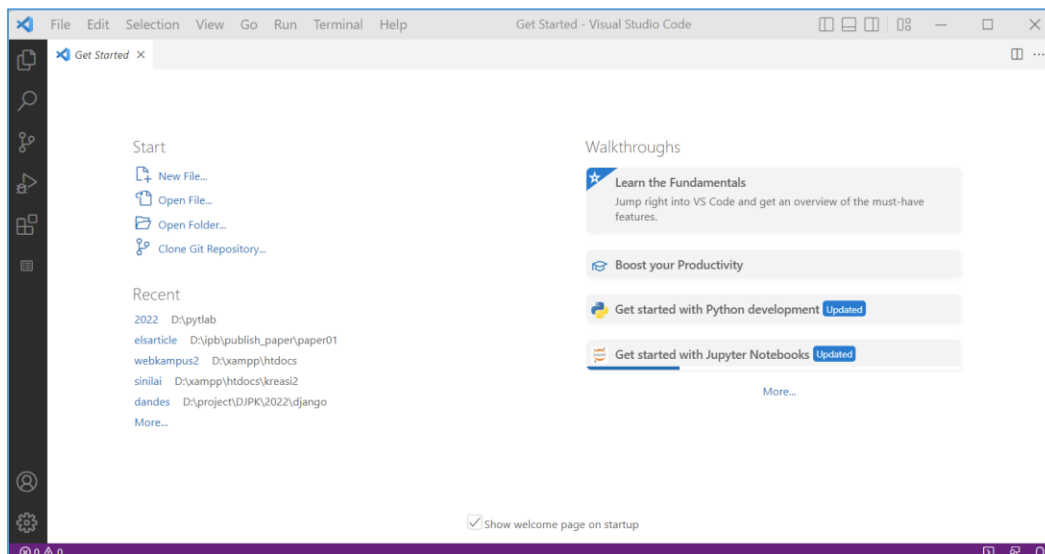 File Edit Selection View Go Run Terminal Help Get Started - Visual Studio Code
Get Started
Start
New File...
Open File...
Open Folder...
Clone Git Repository...
Recent
2022 D:\pytlab
elsarticle D:\ipb\publish_paper\paper01
webkampus2 D:\xampp\htdocs
sinilai D:\xampp\htdocs\kreasi2
dandes D:\project\DJPK\2022\django
More...
Walkthroughs
Learn the Fundamentals
Jump right into VS Code and get an overview of the must-have
features.
Boost your Productivity
Get started with Python development Updated
Get started with Jupyter Notebooks Updated
More...
Show welcome page on startup
0 0